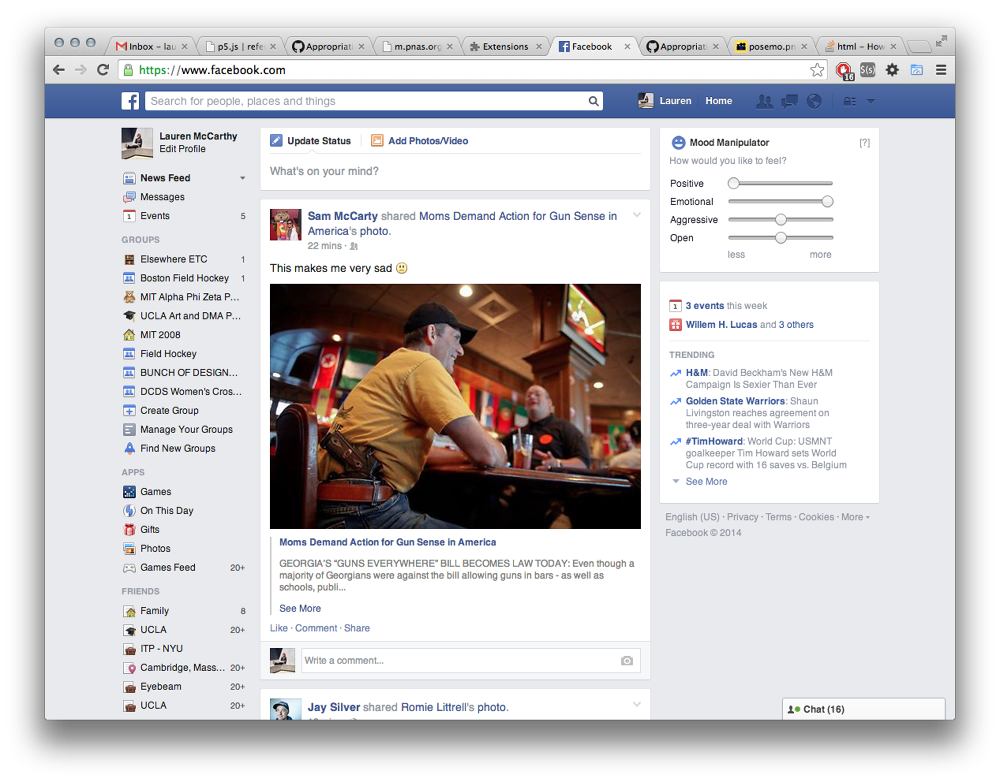 Inbox – lau
p5.js | refe
Appropriati
m.pnas.org
Extensions
Facebook
Appropriati
posemo.pn
html – How
https://www.facebook.com
16
S(s)
Search for people, places and things
Lauren
Home
Lauren McCarthy
Edit Profile
News Feed
Messages
Events 5
GROUPS
Elsewhere ETC 1
Boston Field Hockey 1
MIT Alpha Phi Zeta P...
UCLA Art and DMA P...
MIT 2008
Field Hockey
BUNCH OF DESIGN...
DCDS Women's Cros...
Create Group
Manage Your Groups
Find New Groups
APPS
Games
On This Day
Gifts
Photos
Games Feed 20+
FRIENDS
Family 8
UCLA 20+
ITP - NYU
Cambridge, Mass... 20+
Eyebeam 20+
UCLA 20+
Update Status
Add Photos/Video
What's on your mind?
Sam McCarty shared Moms Demand Action for Gun Sense in
America's photo.
22 mins ·
This makes me very sad
Moms Demand Action for Gun Sense in America
GEORGIA'S "GUNS EVERYWHERE" BILL BECOMES LAW TODAY: Even though a
majority of Georgians were against the bill allowing guns in bars - as well as
schools, publi...
See More
Like · Comment · Share
Write a comment...
Jay Silver shared Romie Littrell's photo.
Mood Manipulator [?]
How would you like to feel?
Positive
Emotional
Aggressive
Open
less more
3 events this week
Willem H. Lucas and 3 others
TRENDING
H&M: David Beckham's New H&M
Campaign Is Sexier Than Ever
Golden State Warriors: Shaun
Livingston reaches agreement on
three-year deal with Warriors
#TimHoward: World Cup: USMNT
goalkeeper Tim Howard sets World
Cup record with 16 saves vs. Belgium
See More
English (US) · Privacy · Terms · Cookies · More
Facebook © 2014
Chat (16)